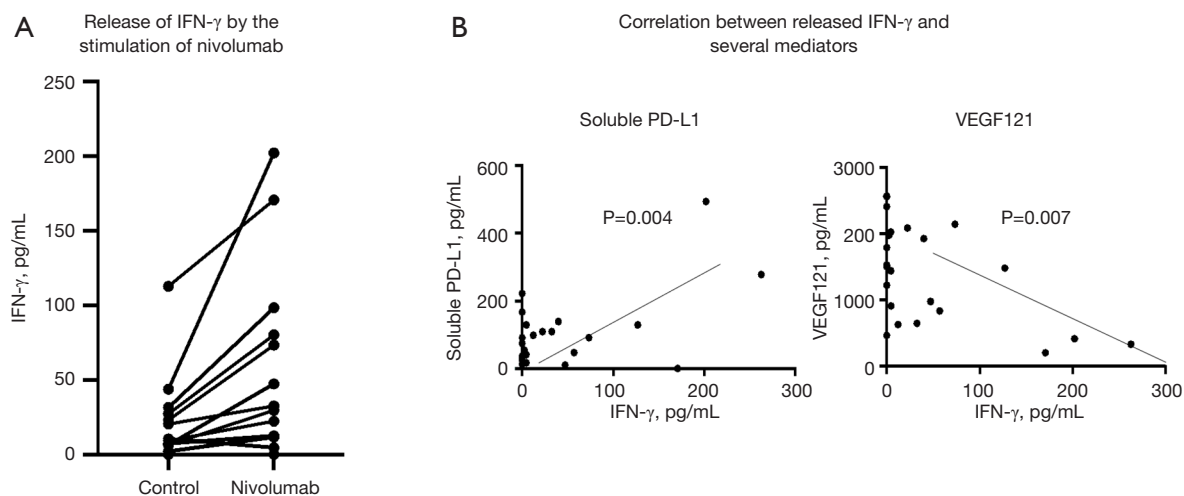 A
Release of IFN-γ by the
stimulation of nivolumab
250
200
150
100
50
0
IFN-γ, pg/mL
Control
Nivolumab
B
Correlation between released IFN-γ and
several mediators
Soluble PD-L1
600
400
200
0
Soluble PD-L1, pg/mL
P=0.004
0
100
200
300
IFN-γ, pg/mL
VEGF121
3000
2000
1000
0
VEGF121, pg/mL
P=0.007
0
100
200
300
IFN-γ, pg/mL